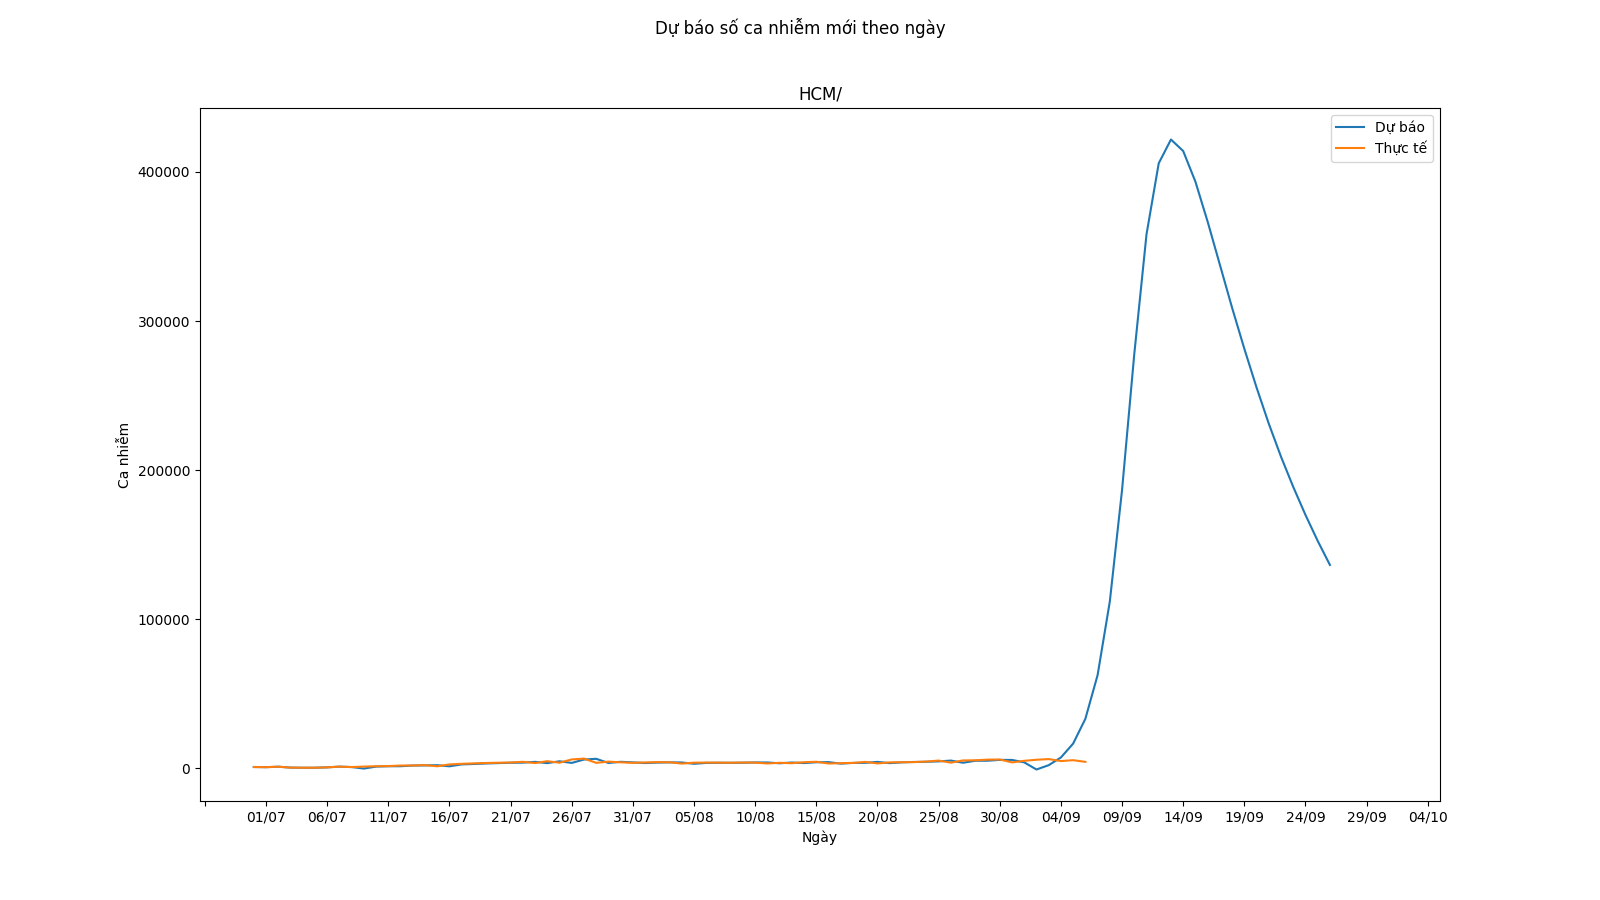 Dự báo số ca nhiễm mới theo ngày
HCM/
Dự báo
Thực tế
400000
300000
200000
100000
0
Ca nhiễm
01/07 06/07 11/07 16/07 21/07 26/07 31/07 05/08 10/08 15/08 20/08 25/08 30/08 04/09 09/09 14/09 19/09 24/09 29/09 04/10
Ngày